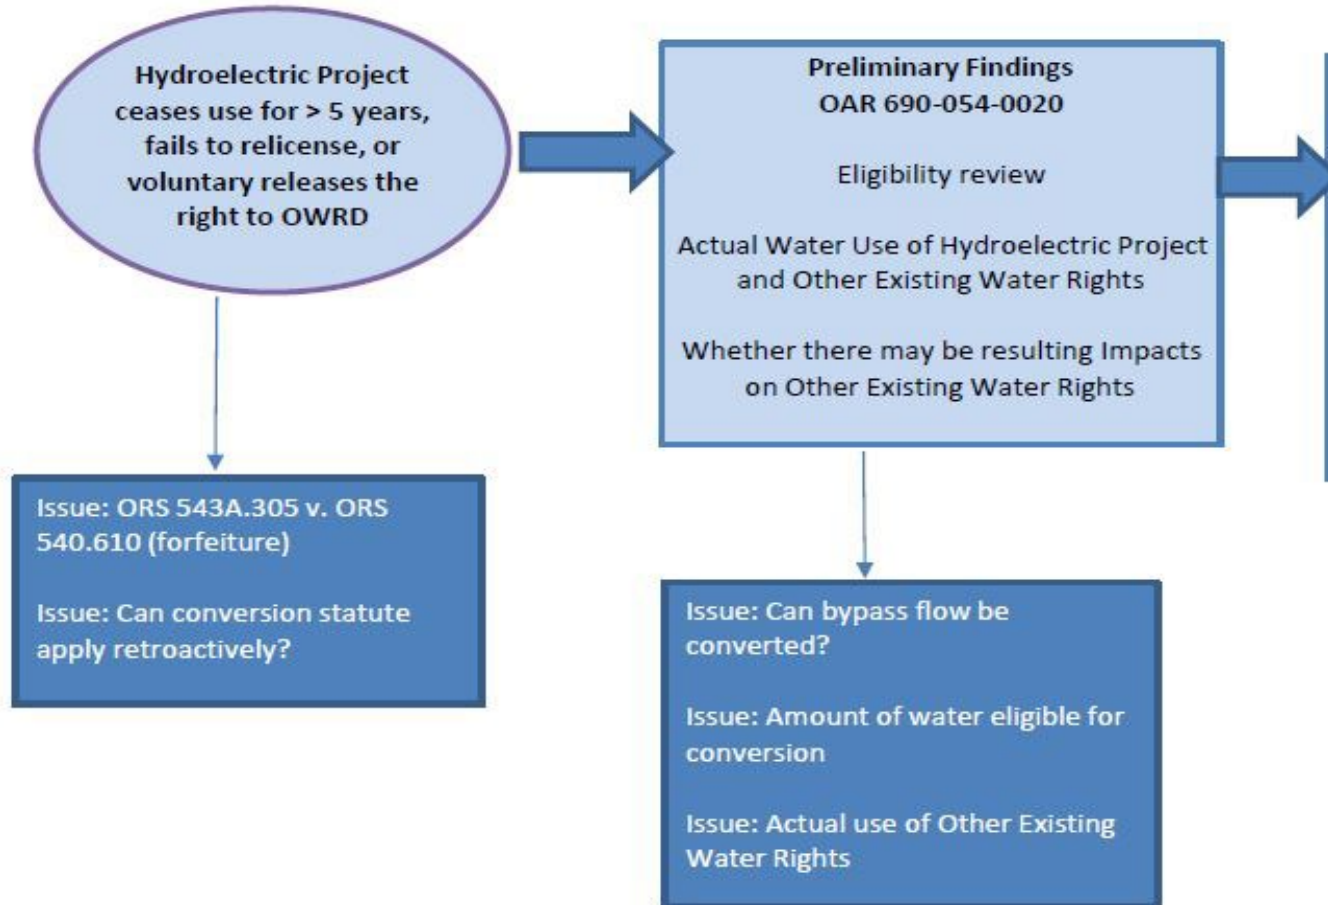 Hydroelectric Project
ceases use for > 5 years,
fails to relicense, or
voluntary releases the
right to OWRD
Preliminary Findings
OAR 690-054-0020
Eligibility review
Actual Water Use of Hydroelectric Project
and Other Existing Water Rights
Whether there may be resulting Impacts
on Other Existing Water Rights
Issue: ORS 543A.305 v. ORS
540.610 (forfeiture)
Issue: Can conversion statute
apply retroactively?
Issue: Can bypass flow be
converted?
Issue: Amount of water eligible for
conversion
Issue: Actual use of Other Existing
Water Rights